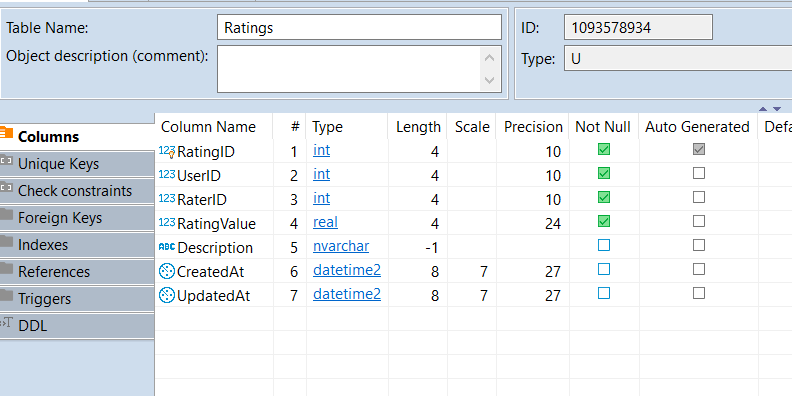 Table Name: Ratings
ID: 1093578934
Object description (comment):
Type: U
Columns
Unique Keys
Check constraints
Foreign Keys
Indexes
References
Triggers
DDL
Column Name # Type Length Scale Precision Not Null Auto Generated Defa
123 RatingID 1 int 4 10
123 UserID 2 int 4 10
123 RaterID 3 int 4 10
123 RatingValue 4 real 4 24
ABC Description 5 nvarchar -1
CreatedAt 6 datetime2 8 7 27
UpdatedAt 7 datetime2 8 7 27